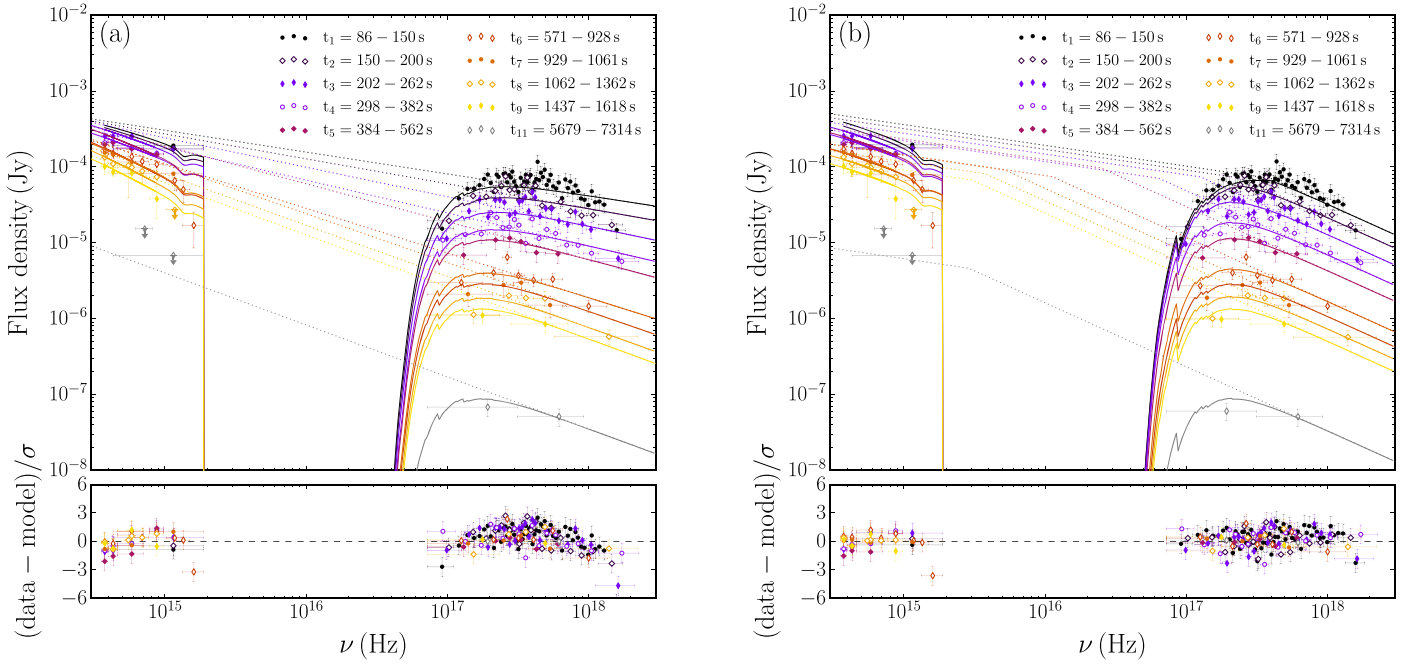 (a)
t₁ = 86 − 150 s
t₂ = 150 − 200 s
t₃ = 202 − 262 s
t₄ = 298 − 382 s
t₅ = 384 − 562 s
t₆ = 571 − 928 s
t₇ = 929 − 1061 s
t₈ = 1062 − 1362 s
t₉ = 1437 − 1618 s
t₁₁ = 5679 − 7314 s
Flux density (Jy)
10⁻²
10⁻³
10⁻⁴
10⁻⁵
10⁻⁶
10⁻⁷
10⁻⁸
(data − model)/σ
6
3
0
−3
−6
10¹⁵ 10¹⁶ 10¹⁷ 10¹⁸
ν (Hz)
(b)
t₁ = 86 − 150 s
t₂ = 150 − 200 s
t₃ = 202 − 262 s
t₄ = 298 − 382 s
t₅ = 384 − 562 s
t₆ = 571 − 928 s
t₇ = 929 − 1061 s
t₈ = 1062 − 1362 s
t₉ = 1437 − 1618 s
t₁₁ = 5679 − 7314 s
Flux density (Jy)
10⁻²
10⁻³
10⁻⁴
10⁻⁵
10⁻⁶
10⁻⁷
10⁻⁸
(data − model)/σ
6
3
0
−3
−6
10¹⁵ 10¹⁶ 10¹⁷ 10¹⁸
ν (Hz)